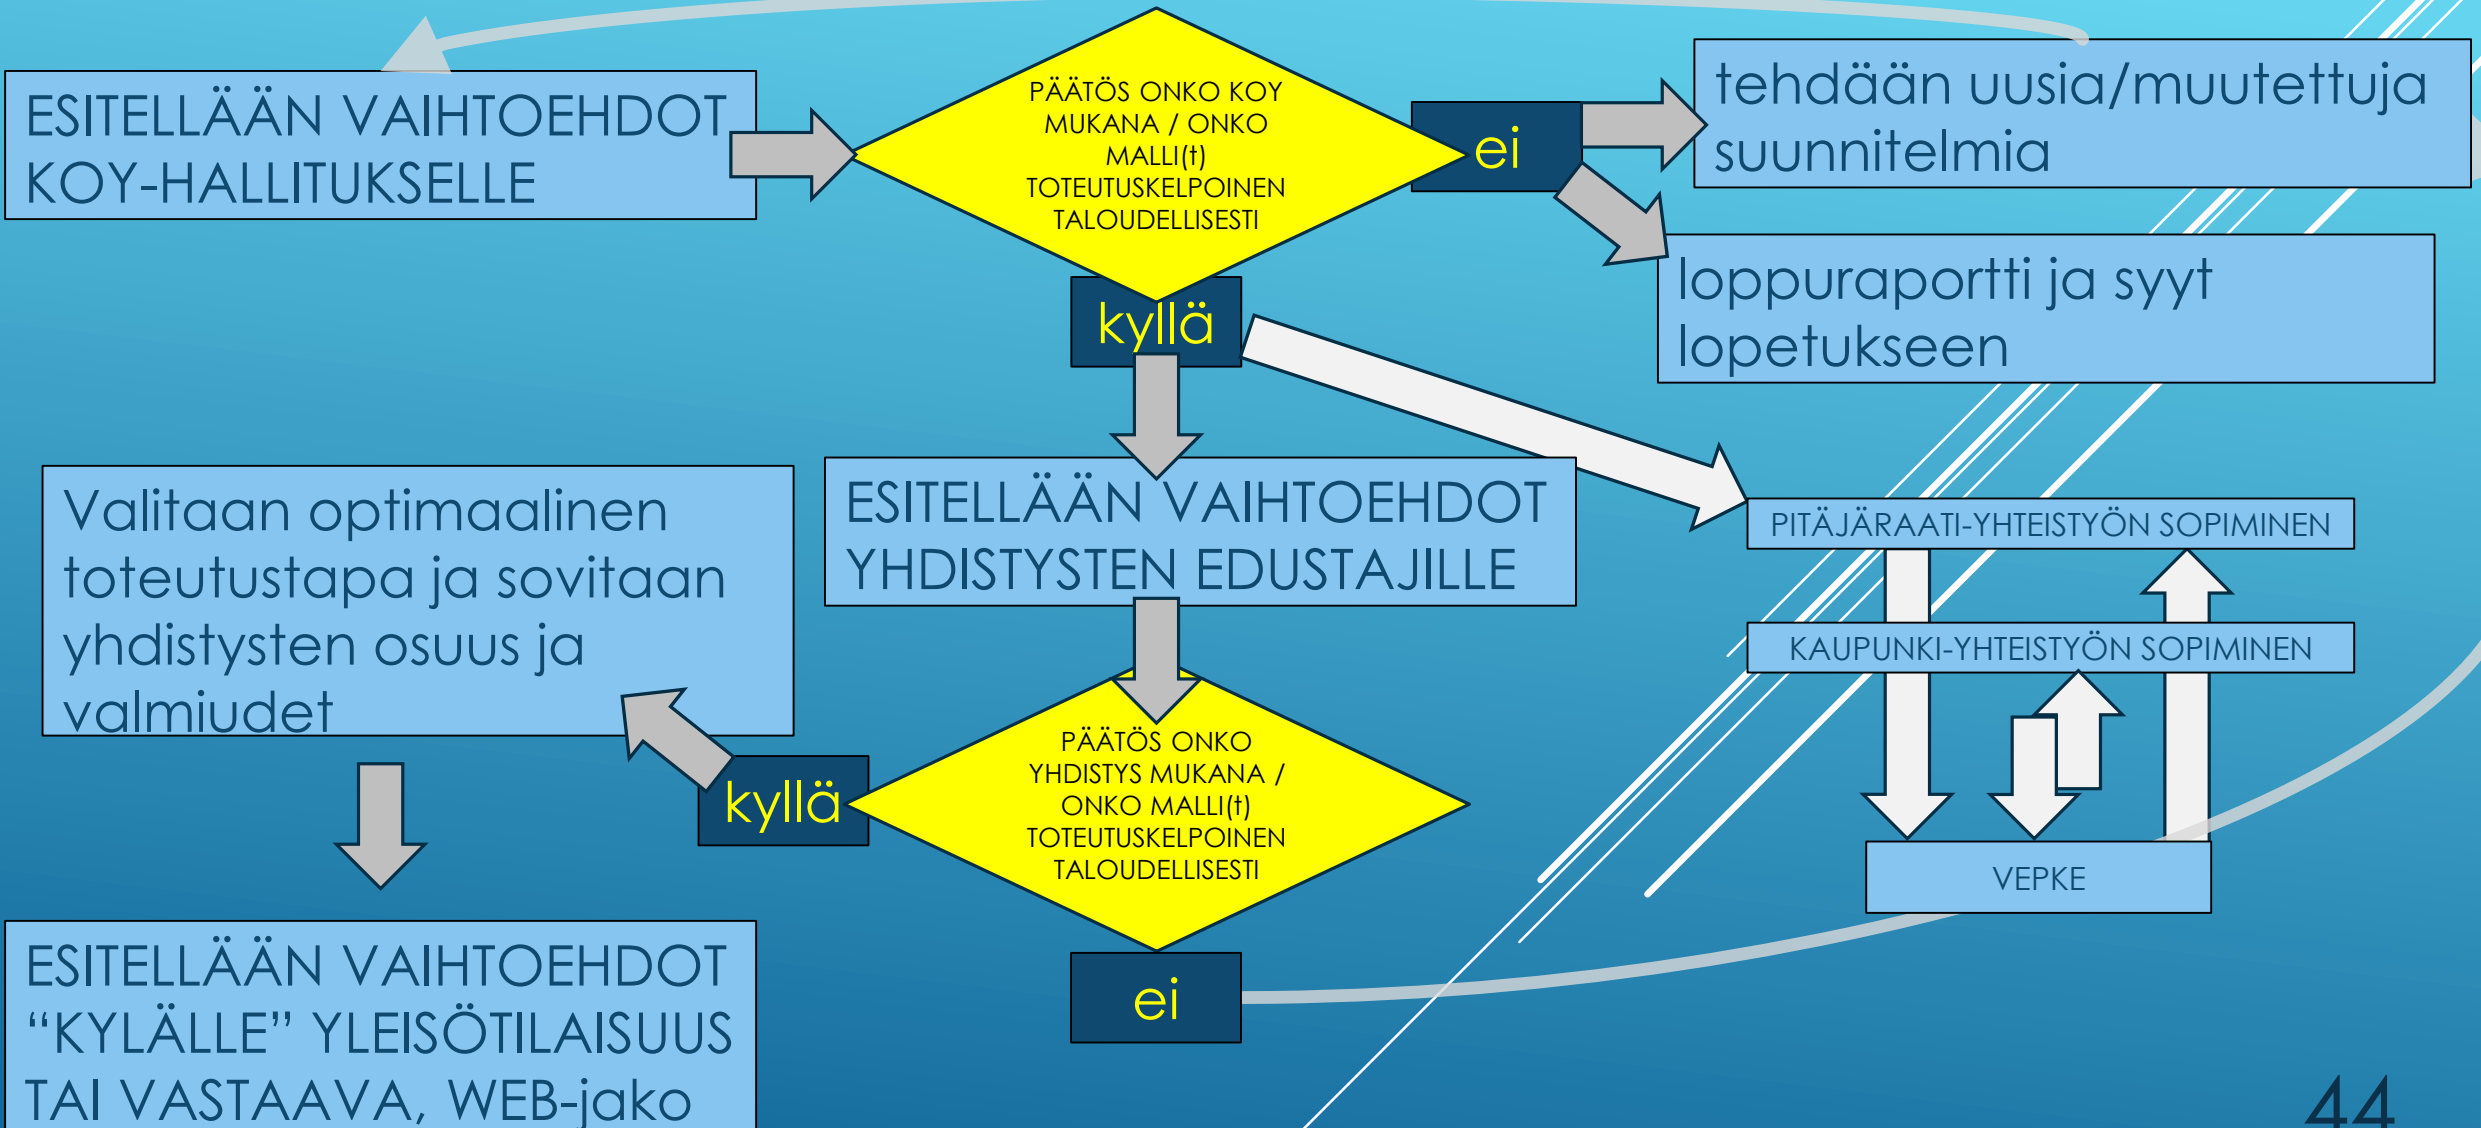 ESITELLÄÄN VAIHTOEHDOT
KOY-HALLITUKSELLE
PÄÄTÖS ONKO KOY
MUKANA / ONKO
MALLI(t)
TOTEUTUSKELPOINEN
TALOUDELLISESTI
ei
tehdään uusia/muutettuja
suunnitelmia
loppuraportti ja syyt
lopetukseen
kyllä
ESITELLÄÄN VAIHTOEHDOT
YHDISTYSTEN EDUSTAJILLE
PITÄJÄRAATI-YHTEISTYÖN SOPIMINEN
KAUPUNKI-YHTEISTYÖN SOPIMINEN
VEPKE
Valitaan optimaalinen
toteutustapa ja sovitaan
yhdistysten osuus ja
valmiudet
kyllä
PÄÄTÖS ONKO
YHDISTYS MUKANA /
ONKO MALLI(t)
TOTEUTUSKELPOINEN
TALOUDELLISESTI
ei
ESITELLÄÄN VAIHTOEHDOT
“KYLÄLLE” YLEISÖTILAISUUS
TAI VASTAAVA, WEB-jako
44